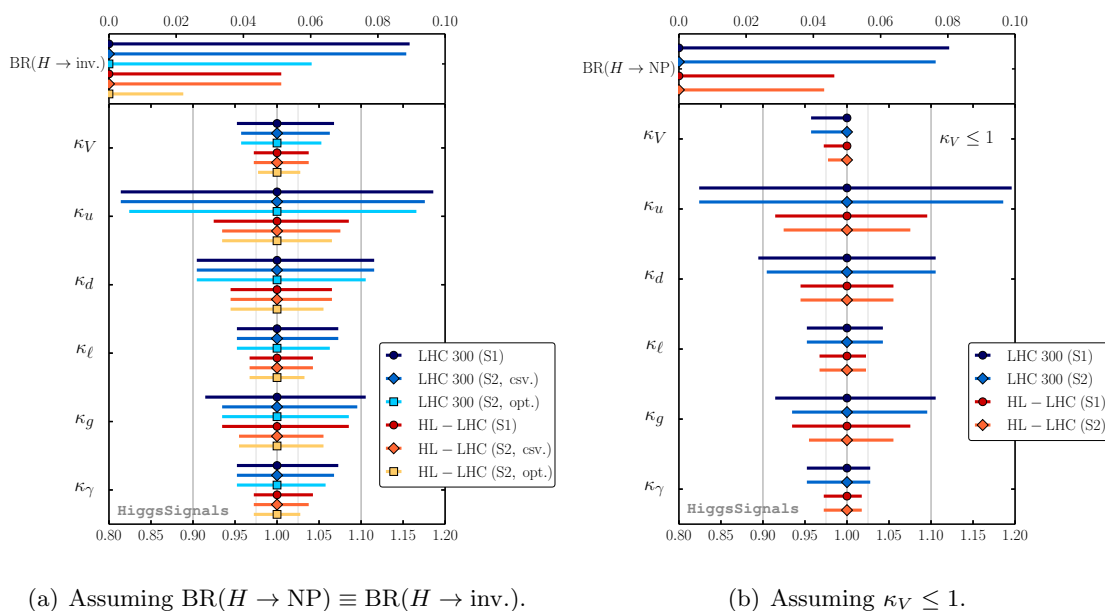 0.0 0.02 0.04 0.06 0.08 0.10
BR(H → inv.)
κV
κu
κd
κℓ
κg
κγ
LHC 300 (S1)
LHC 300 (S2, csv.)
LHC 300 (S2, opt.)
HL − LHC (S1)
HL − LHC (S2, csv.)
HL − LHC (S2, opt.)
HiggsSignals
0.80 0.85 0.90 0.95 1.00 1.05 1.10 1.15 1.20
(a) Assuming BR(H → NP) ≡ BR(H → inv.).
0.0 0.02 0.04 0.06 0.08 0.10
BR(H → NP)
κV
κV ≤ 1
κu
κd
κℓ
κg
κγ
LHC 300 (S1)
LHC 300 (S2)
HL − LHC (S1)
HL − LHC (S2)
HiggsSignals
0.80 0.85 0.90 0.95 1.00 1.05 1.10 1.15 1.20
(b) Assuming κV ≤ 1.